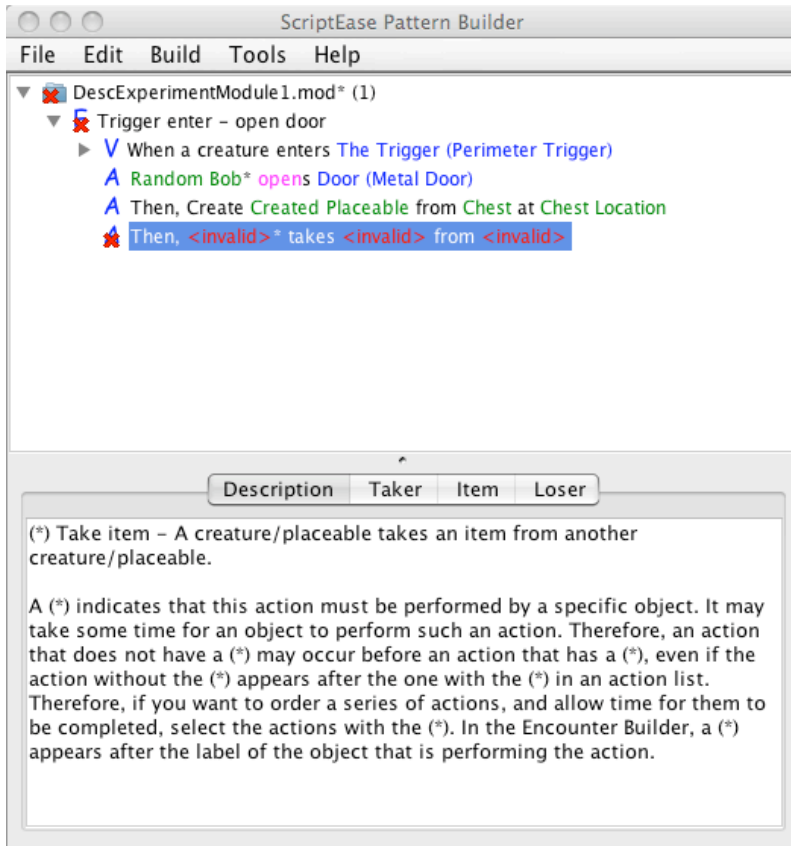 ScriptEase Pattern Builder
File Edit Build Tools Help
DescExperimentModule1.mod* (1)
E Trigger enter – open door
V When a creature enters The Trigger (Perimeter Trigger)
A Random Bob* opens Door (Metal Door)
A Then, Create Created Placeable from Chest at Chest Location
A Then, <invalid>* takes <invalid> from <invalid>
Description Taker Item Loser
(*) Take item – A creature/placeable takes an item from another
creature/placeable.
A (*) indicates that this action must be performed by a specific object. It may
take some time for an object to perform such an action. Therefore, an action
that does not have a (*) may occur before an action that has a (*), even if the
action without the (*) appears after the one with the (*) in an action list.
Therefore, if you want to order a series of actions, and allow time for them to
be completed, select the actions with the (*). In the Encounter Builder, a (*)
appears after the label of the object that is performing the action.